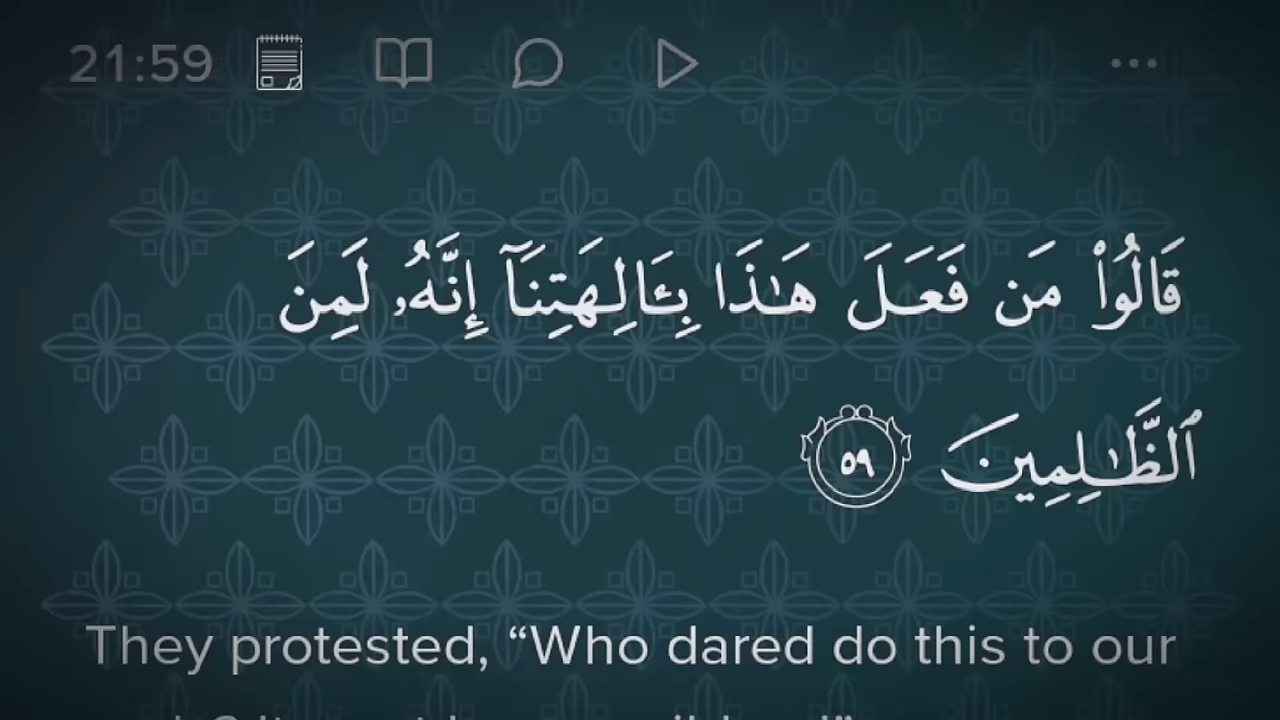 21:59
قَالُوا۟ مَن فَعَلَ هَـٰذَا بِـَٔالِهَتِنَآ إِنَّهُۥ لَمِنَ
ٱلظَّـٰلِمِينَ ٥٩
They protested, “Who dared do this to our